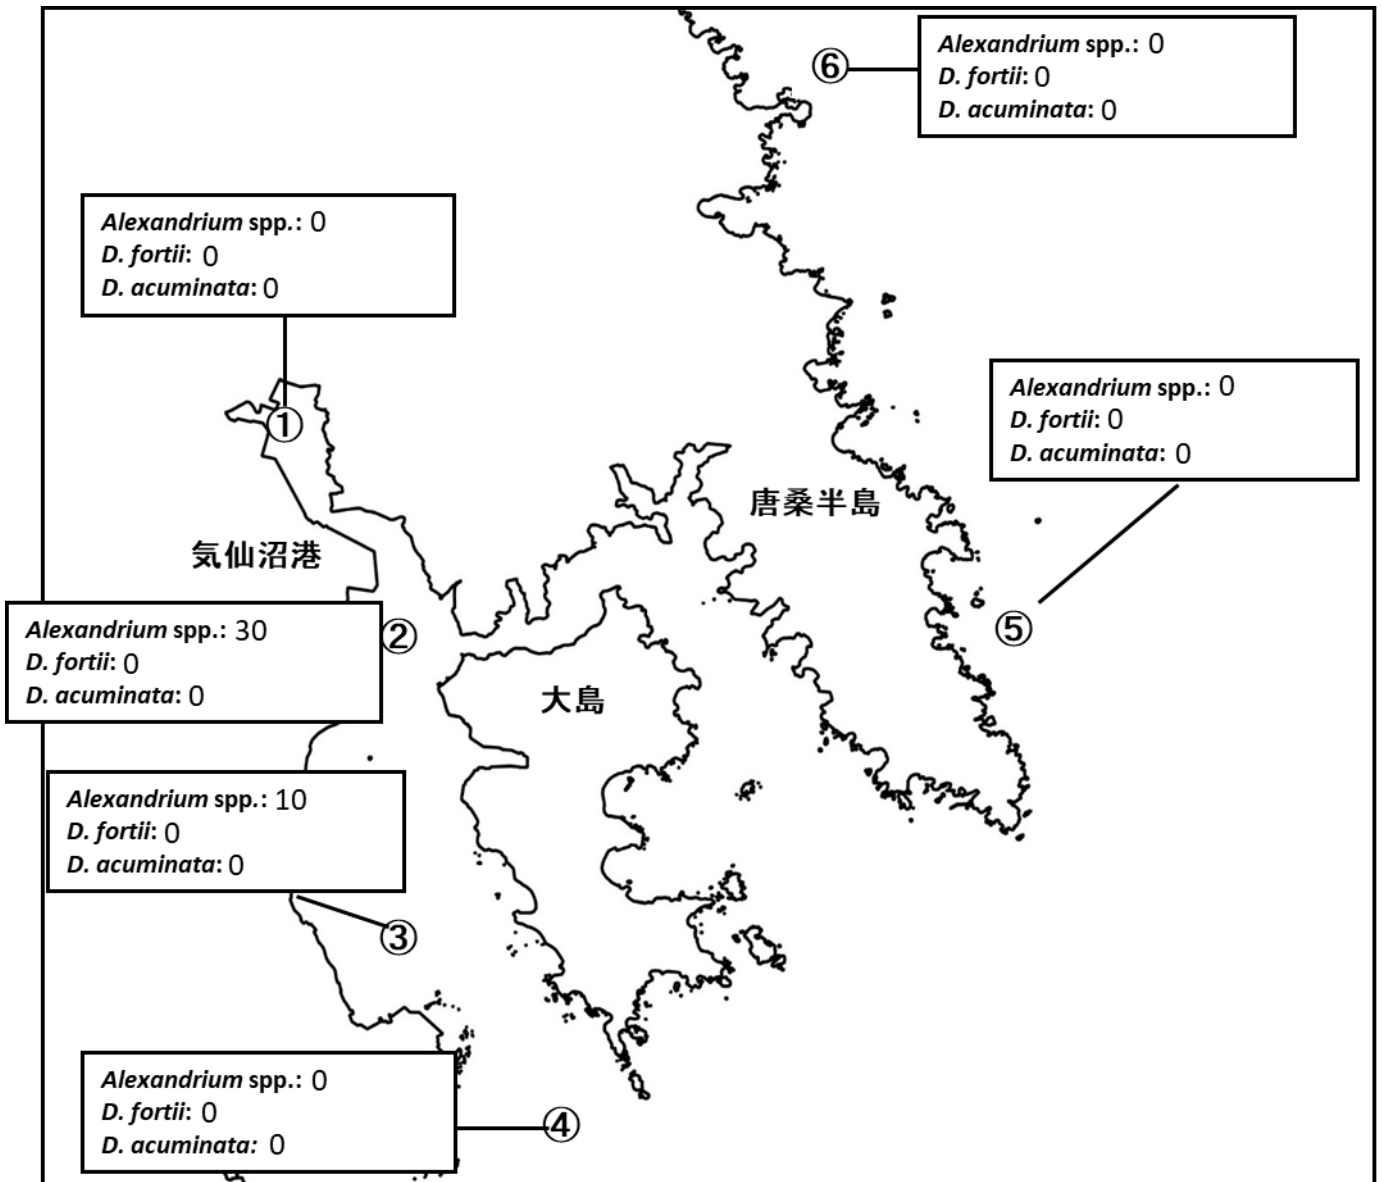 Alexandrium spp.: 0
D. fortii: 0
D. acuminata: 0
⑥
Alexandrium spp.: 0
D. fortii: 0
D. acuminata: 0
①
Alexandrium spp.: 0
D. fortii: 0
D. acuminata: 0
⑤
唐桑半島
気仙沼港
Alexandrium spp.: 30
D. fortii: 0
D. acuminata: 0
②
大島
Alexandrium spp.: 10
D. fortii: 0
D. acuminata: 0
③
Alexandrium spp.: 0
D. fortii: 0
D. acuminata: 0
④